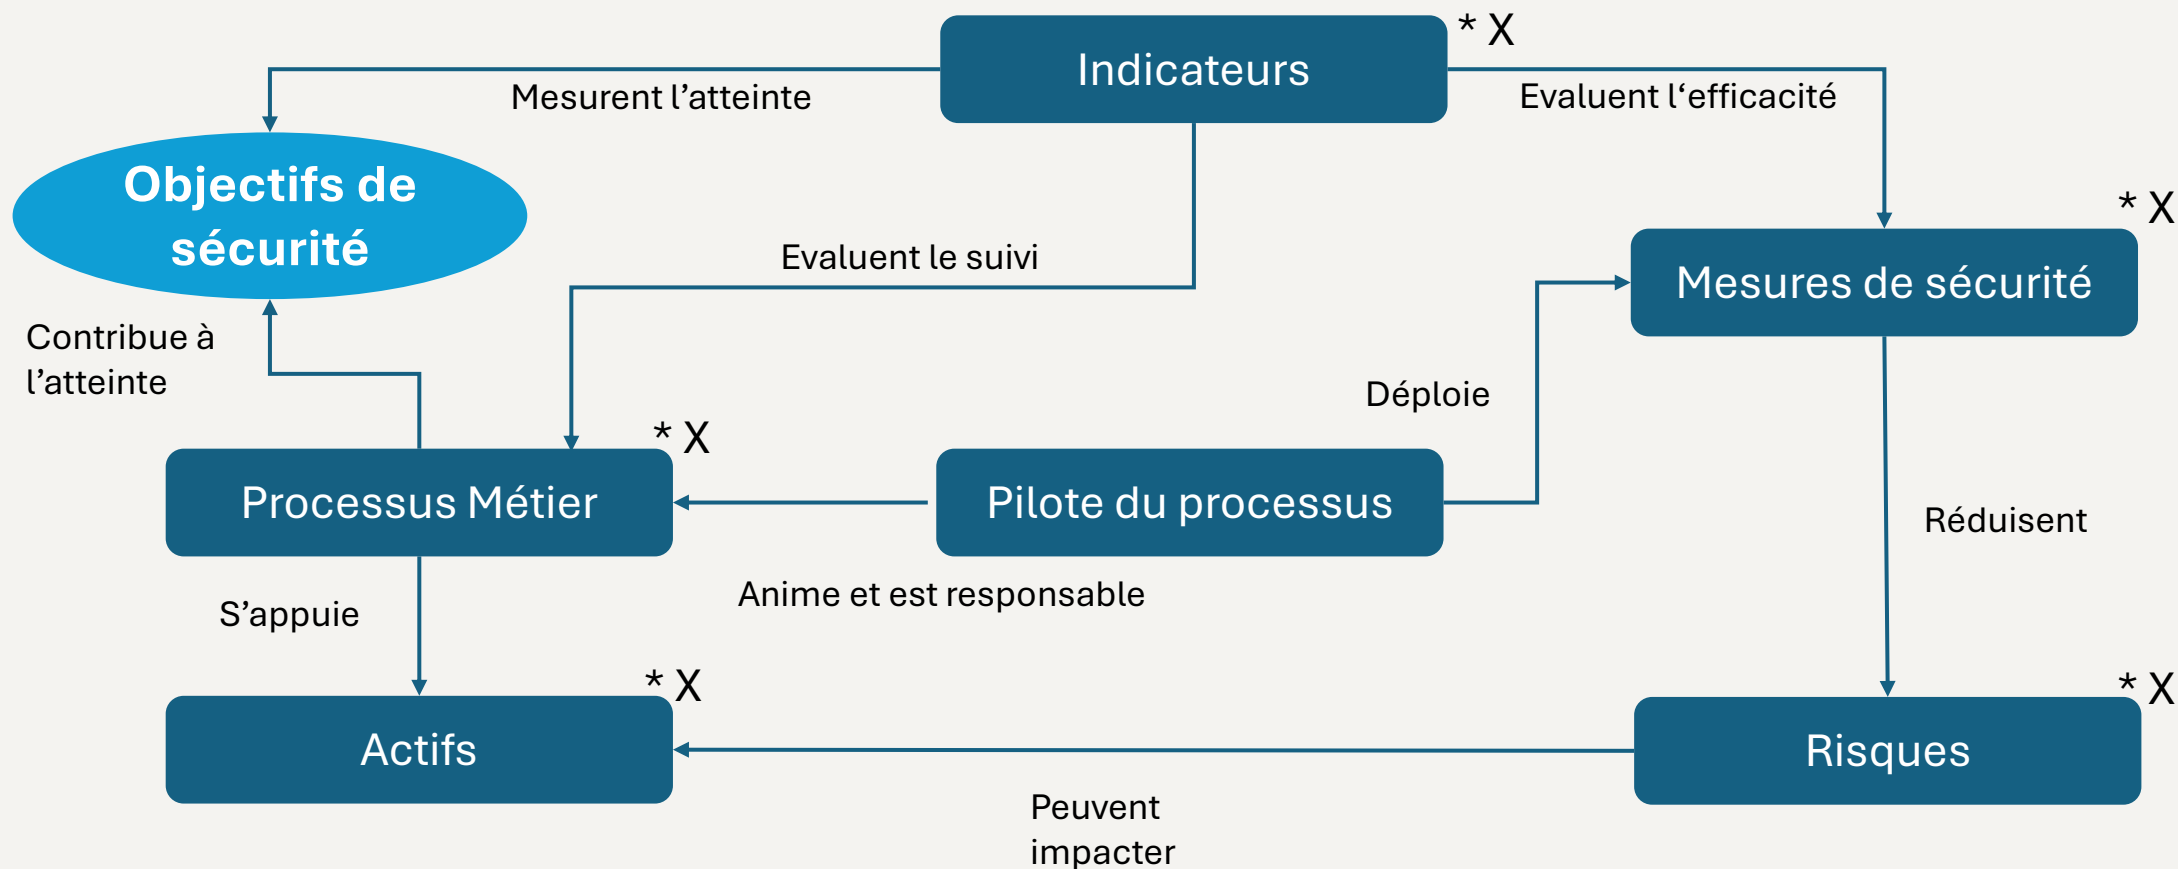 Indicateurs
* X
Mesurent l’atteinte
Evaluent l‘efficacité
Objectifs de
sécurité
* X
Evaluent le suivi
Mesures de sécurité
Contribue à
l’atteinte
Déploie
* X
Processus Métier
Pilote du processus
Réduisent
Anime et est responsable
S’appuie
* X
* X
Actifs
Risques
Peuvent
impacter